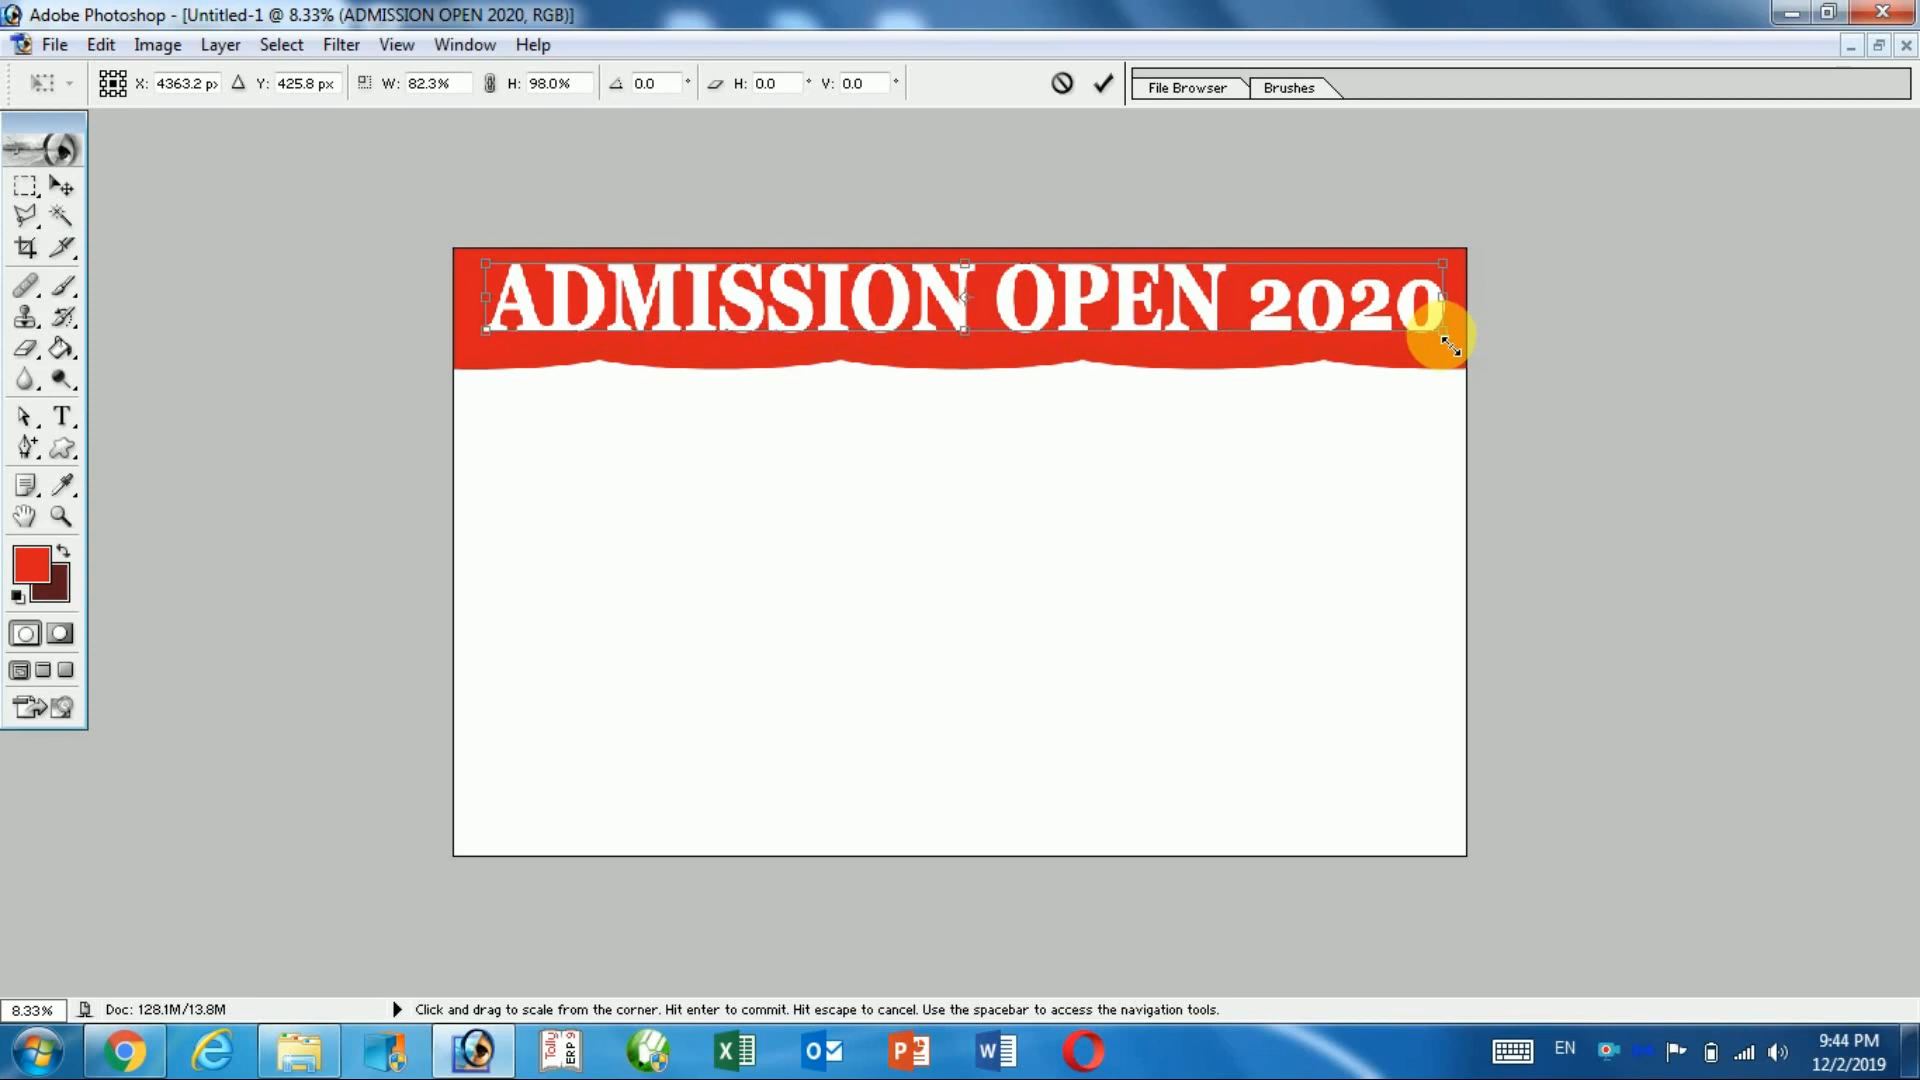 Adobe Photoshop - [Untitled-1 @ 8.33% (ADMISSION OPEN 2020, RGB)]
File Edit Image Layer Select Filter View Window Help
X: 4363.2 px Y: 425.8 px W: 82.3% H: 98.0% 0.0 ° H: 0.0 ° V: 0.0 ° File Browser Brushes
ADMISSION OPEN 2020
T
8.33% Doc: 128.1M/13.8M Click and drag to scale from the corner. Hit enter to commit. Hit escape to cancel. Use the spacebar to access the navigation tools.
Tally ERP 9
EN
9:44 PM
12/2/2019